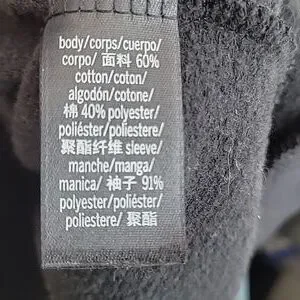 body/corps/cuerpo/
corpo/ 面料 60%
cotton/coton/
algodón/cotone/
棉 40% polyester/
poliéster/poliestere/
聚酯纤维 sleeve/
manche/manga/
manica/ 袖子 91%
polyester/poliéster/
poliestere/ 聚酯